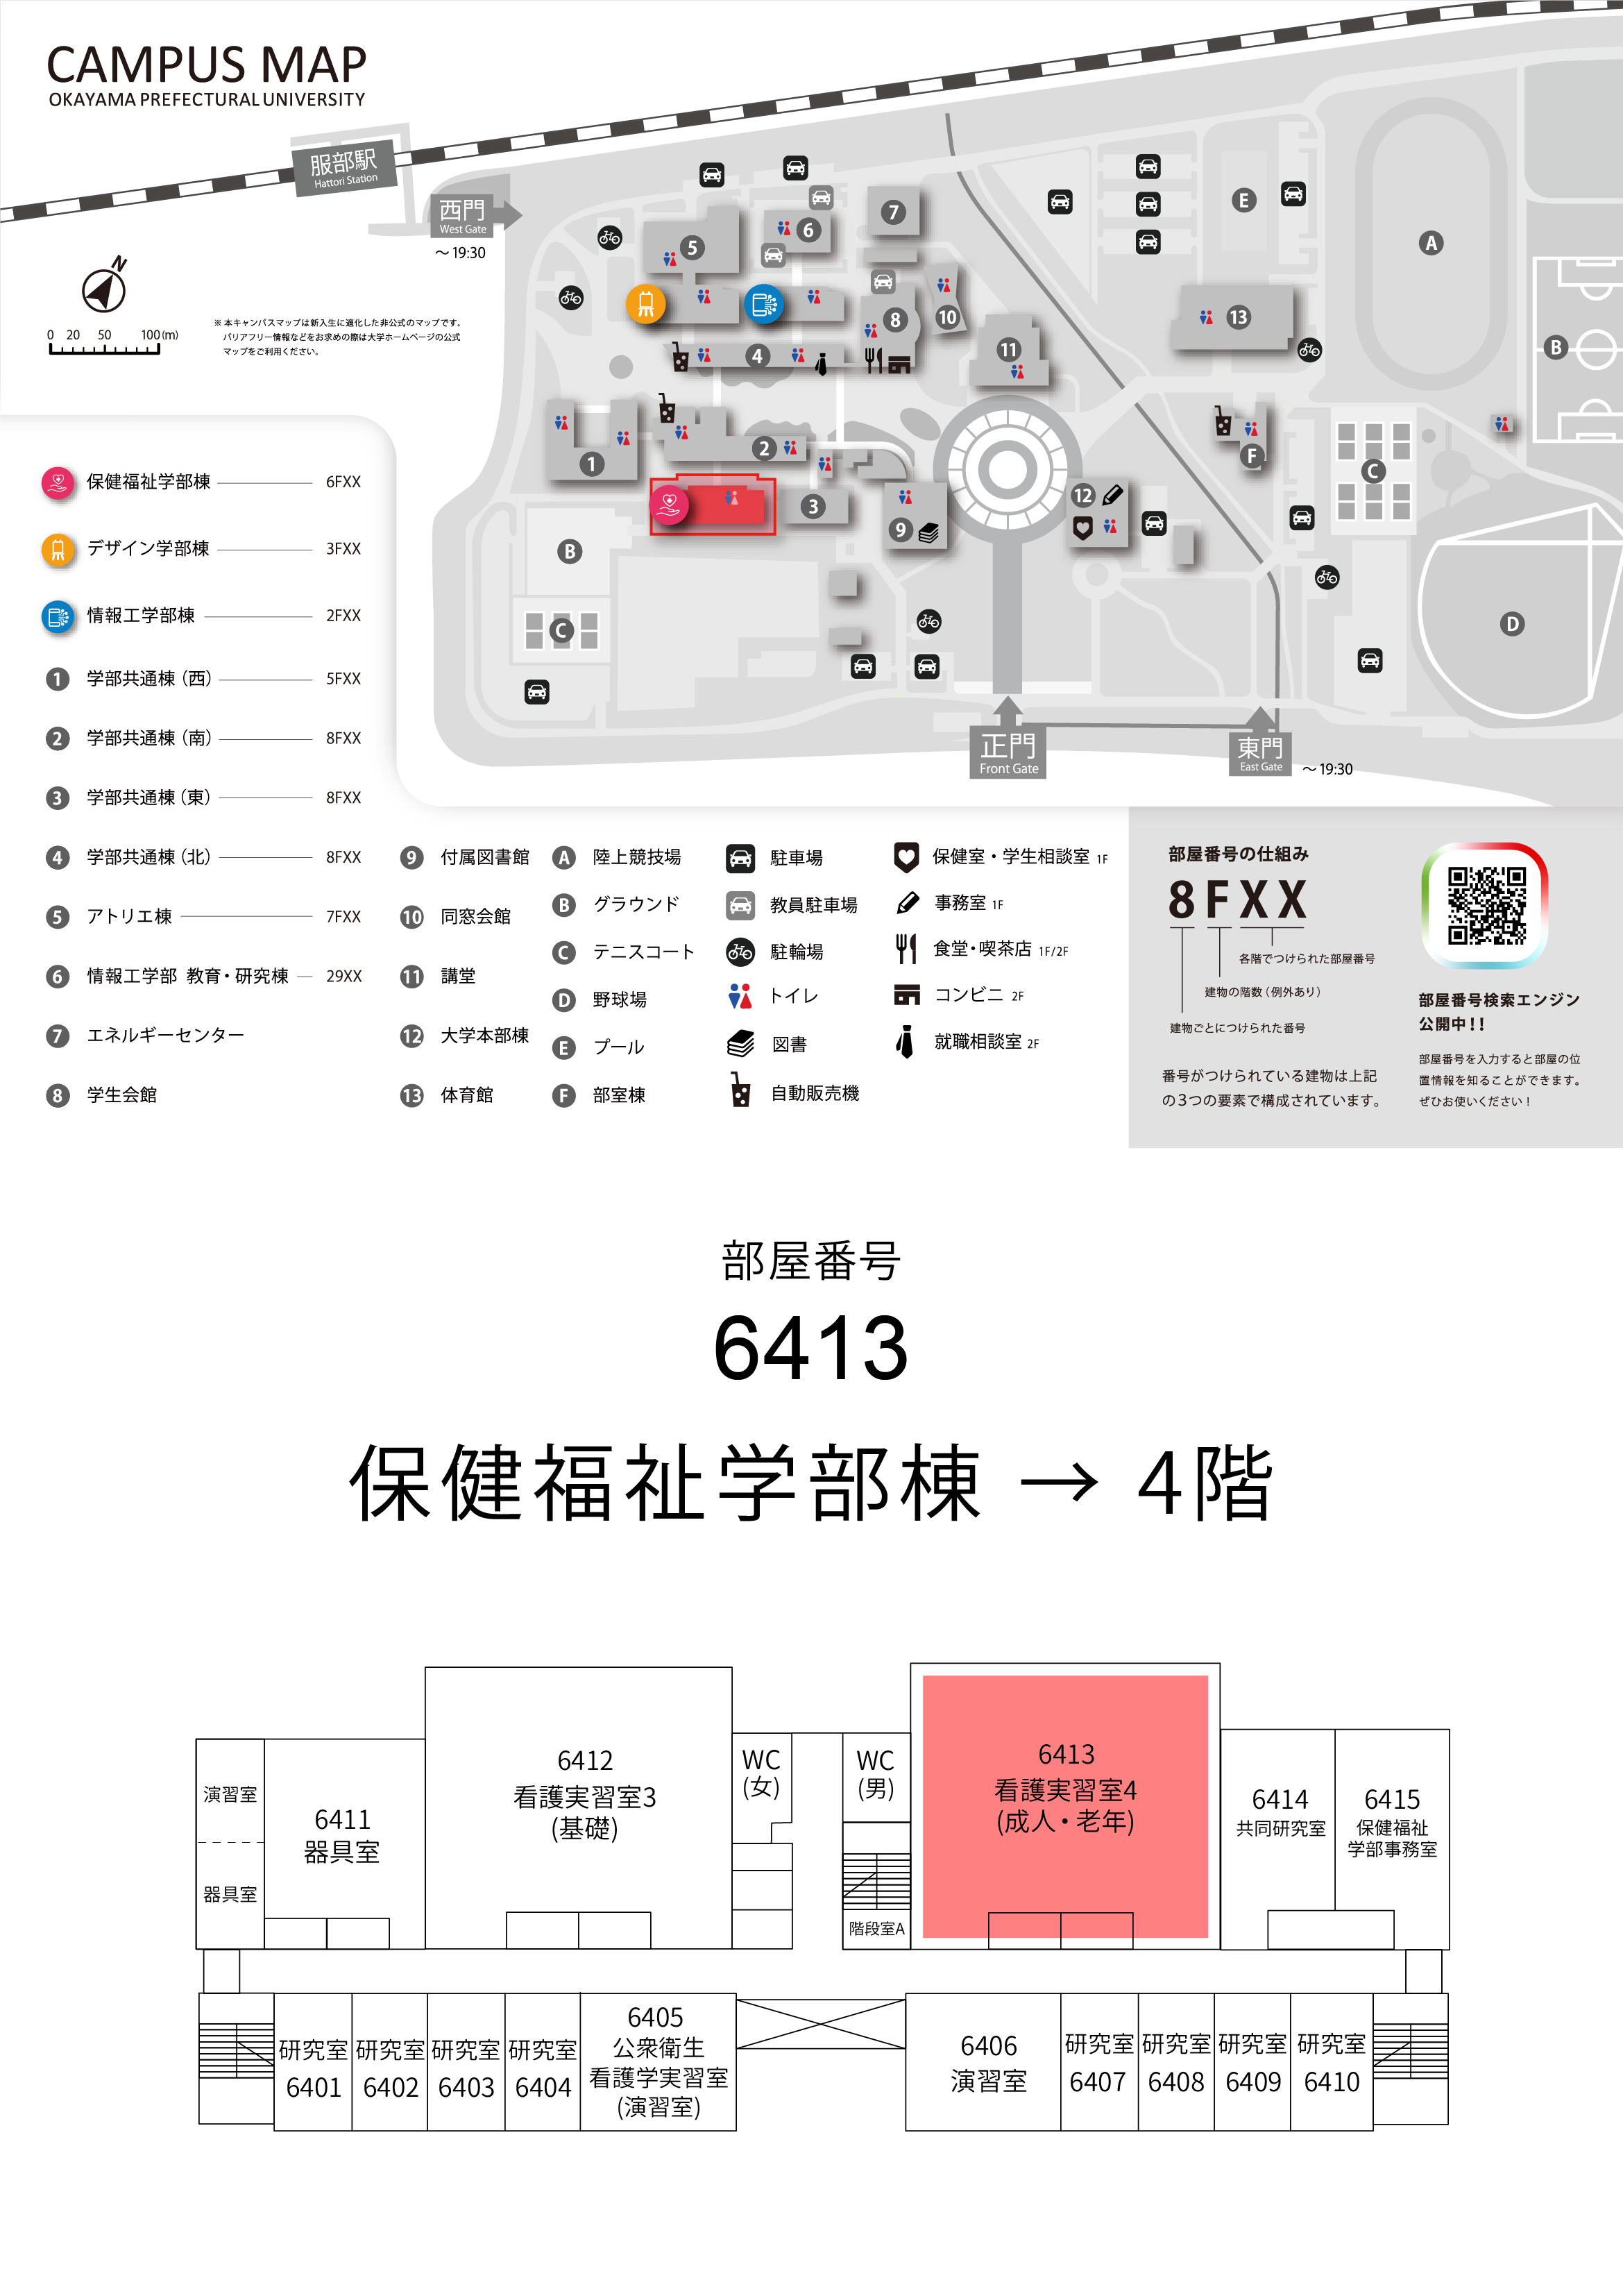 CAMPUS MAP
OKAYAMA PREFECTURAL UNIVERSITY
服部駅
Hattori Station
西門
West Gate
～19:30
N
0 20 50 100(m)
※ 本キャンパスマップは新入生に適化した非公式のマップです。
バリアフリー情報などをお求めの際は大学ホームページの公式
マップをご利用ください。
7
6
5
E
A
8
10
13
4
11
B
2
1
F
C
3
12
9
B
C
D
正門
Front Gate
東門
East Gate
～19:30
保健福祉学部棟 6FXX
デザイン学部棟 3FXX
情報工学部棟 2FXX
1 学部共通棟（西） 5FXX
2 学部共通棟（南） 8FXX
3 学部共通棟（東） 8FXX
4 学部共通棟（北） 8FXX
5 アトリエ棟 7FXX
6 情報工学部 教育・研究棟 29XX
7 エネルギーセンター
8 学生会館
9 付属図書館
10 同窓会館
11 講堂
12 大学本部棟
13 体育館
A 陸上競技場
B グラウンド
C テニスコート
D 野球場
E プール
F 部室棟
駐車場
教員駐車場
駐輪場
トイレ
図書
自動販売機
保健室・学生相談室 1F
事務室 1F
食堂・喫茶店 1F/2F
コンビニ 2F
就職相談室 2F
部屋番号の仕組み
8FXX
各階でつけられた部屋番号
建物の階数（例外あり）
建物ごとにつけられた番号
番号がつけられている建物は上記
の3つの要素で構成されています。
部屋番号検索エンジン
公開中！！
部屋番号を入力すると部屋の位
置情報を知ることができます。
ぜひお使いください！
部屋番号
6413
保健福祉学部棟 → 4階
演習室
器具室
6411
器具室
6412
看護実習室3
(基礎)
WC
(女)
WC
(男)
階段室A
6413
看護実習室4
(成人・老年)
6414
共同研究室
6415
保健福祉
学部事務室
研究室
6401
研究室
6402
研究室
6403
研究室
6404
6405
公衆衛生
看護学実習室
(演習室)
6406
演習室
研究室
6407
研究室
6408
研究室
6409
研究室
6410